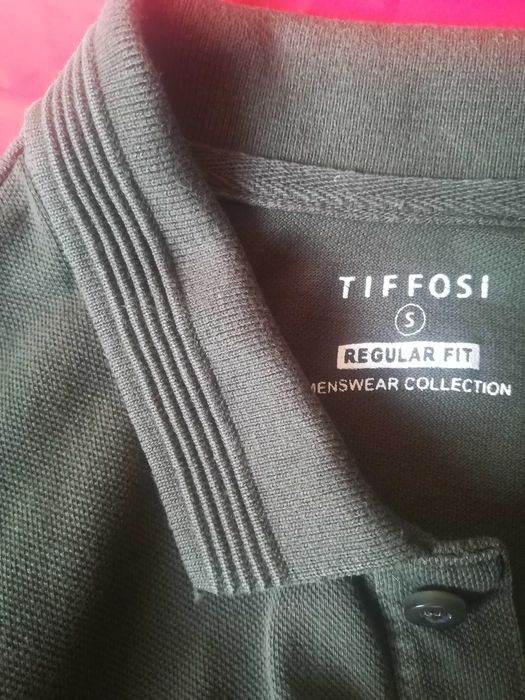 TIFFOSI
S
REGULAR FIT
MENSWEAR COLLECTION